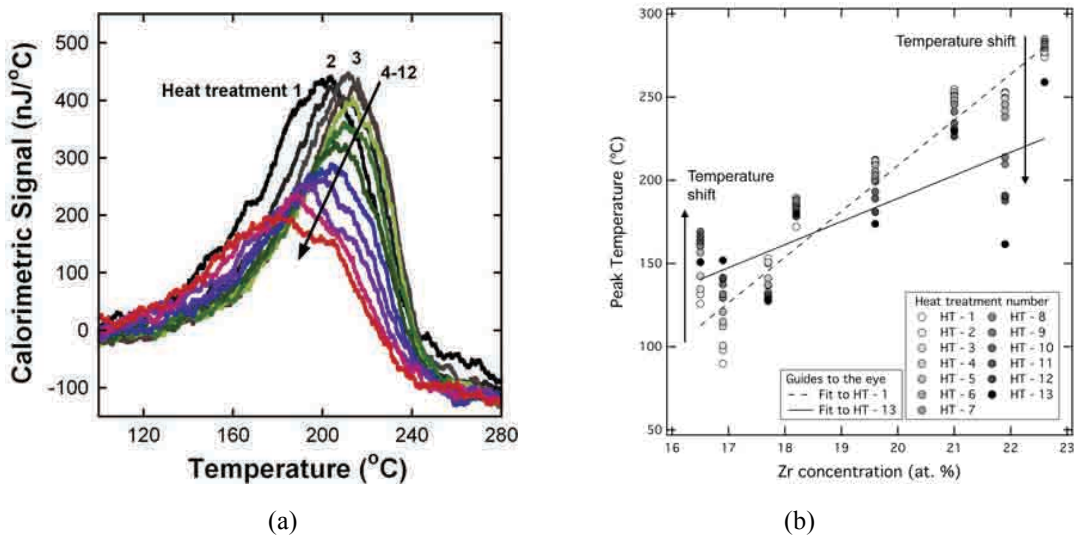 500
400
300
200
100
0
-100
Calorimetric Signal (nJ/°C)
Heat treatment 1
2
3
4-12
120
160
200
240
280
Temperature (°C)
(a)
300
250
200
150
100
50
Peak Temperature (°C)
Temperature shift
Temperature
shift
Heat treatment number
HT - 1
HT - 2
HT - 3
HT - 4
HT - 5
HT - 6
HT - 7
HT - 8
HT - 9
HT - 10
HT - 11
HT - 12
HT - 13
Guides to the eye
Fit to HT - 1
Fit to HT - 13
16
17
18
19
20
21
22
23
Zr concentration (at. %)
(b)